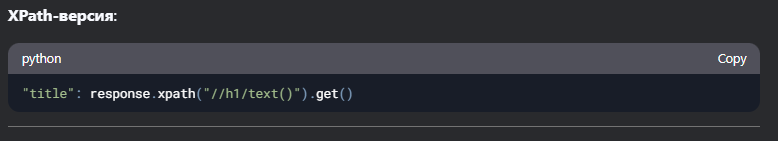 XPath-версия:
python Copy
"title": response.xpath("//h1/text()").get()